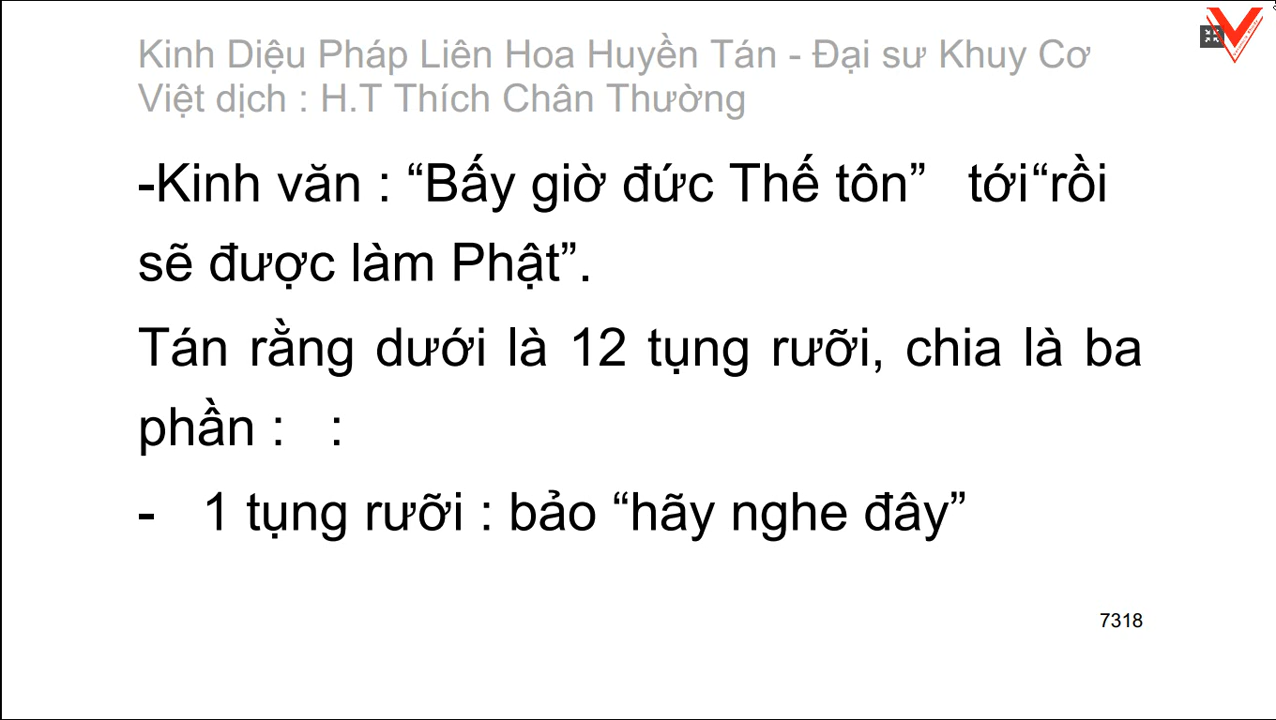 Kinh Diệu Pháp Liên Hoa Huyền Tán - Đại sư Khuy Cơ
Việt dịch : H.T Thích Chân Thường
-Kinh văn : “Bấy giờ đức Thế tôn” tới“rồi
sẽ được làm Phật”.
Tán rằng dưới là 12 tụng rưỡi, chia là ba
phần : :
- 1 tụng rưỡi : bảo “hãy nghe đây”
7318